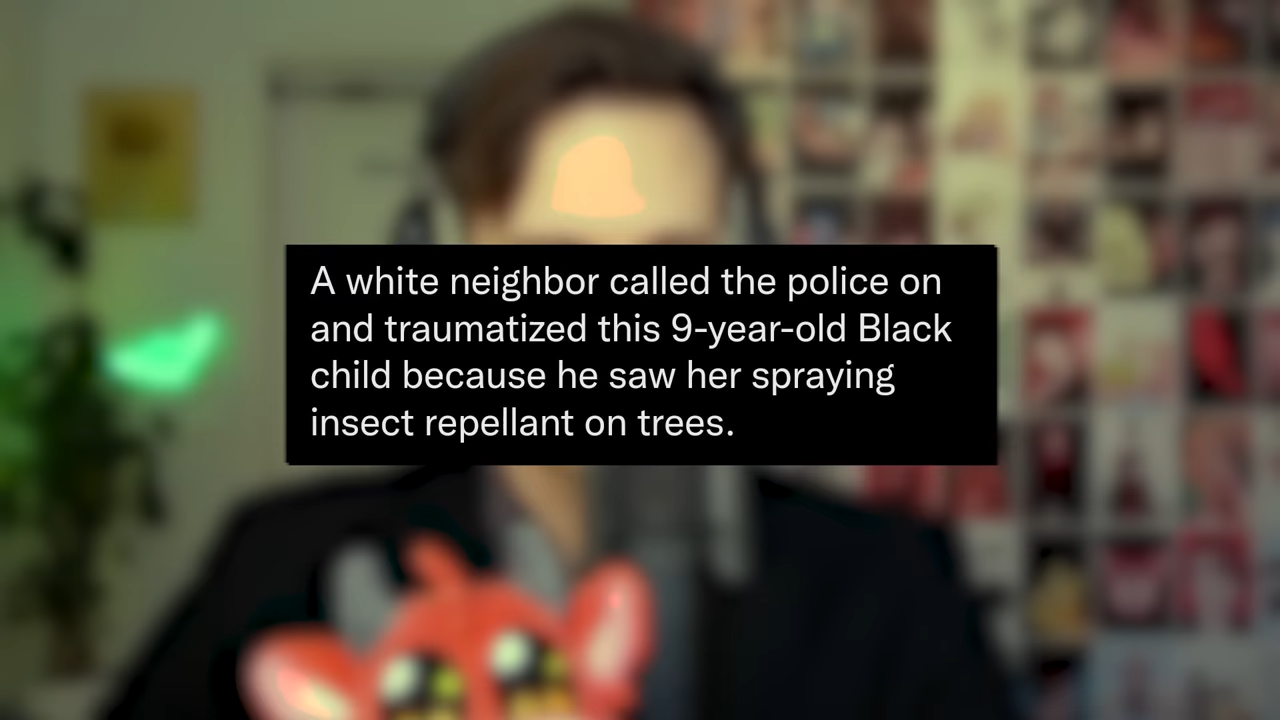 A white neighbor called the police on
and traumatized this 9-year-old Black
child because he saw her spraying
insect repellant on trees.